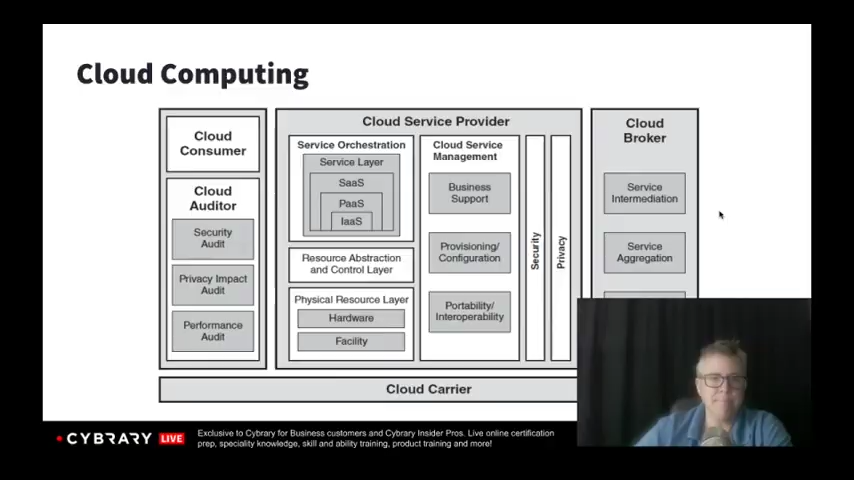 Cloud Computing
Cloud
Consumer
Cloud
Auditor
Security
Audit
Privacy Impact
Audit
Performance
Audit
Cloud Service Provider
Service Orchestration
Service Layer
SaaS
PaaS
IaaS
Resource Abstraction
and Control Layer
Physical Resource Layer
Hardware
Facility
Cloud Service
Management
Business
Support
Provisioning/
Configuration
Portability/
Interoperability
Security
Privacy
Cloud
Broker
Service
Intermediation
Service
Aggregation
Cloud Carrier
CYBRARY LIVE
Exclusive to Cybrary for Business customers and Cybrary Insider Pros. Live online certification
prep, speciality knowledge, skill and ability training, product training and more!